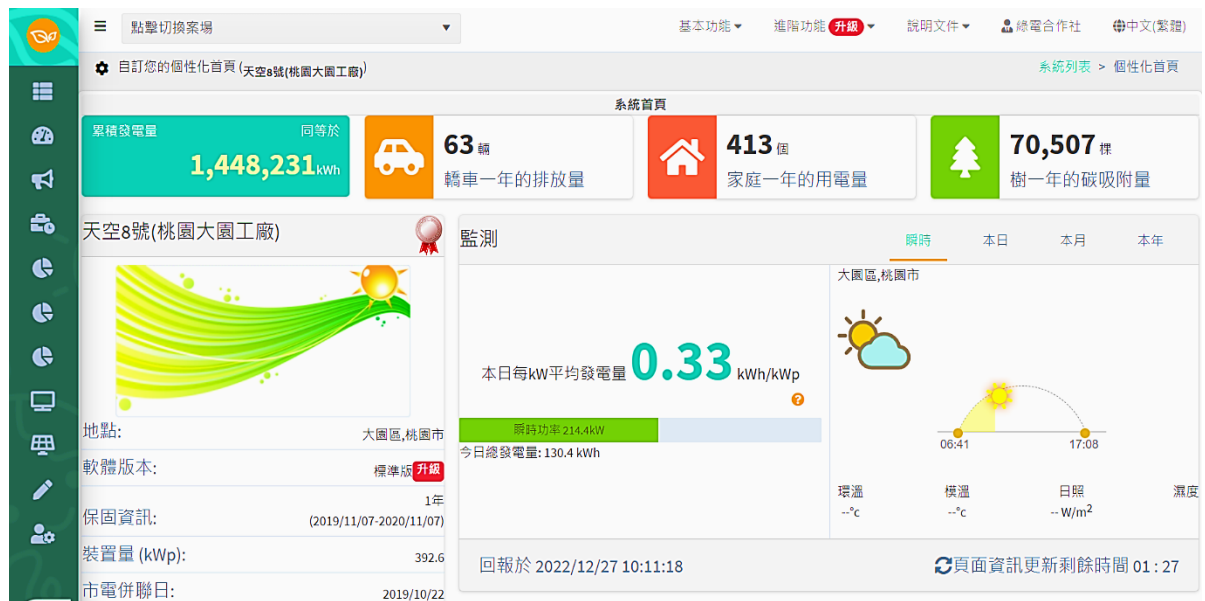 點擊切換案場
基本功能 進階功能 升級 說明文件 綠電合作社 中文(繁體)
自訂您的個性化首頁 (天空8號(桃園大園工廠))
系統列表 > 個性化首頁
系統首頁
累積發電量 同等於
1,448,231kWh
63 輛
轎車一年的排放量
413 個
家庭一年的用電量
70,507 棵
樹一年的碳吸附量
天空8號(桃園大園工廠)
地點: 大園區,桃園市
軟體版本: 標準版 升級
保固資訊: 1年
(2019/11/07-2020/11/07)
裝置量 (kWp): 392.6
市電併聯日: 2019/10/22
監測
瞬時 本日 本月 本年
本日每kW平均發電量 0.33 kWh/kWp
瞬時功率 214.4kW
今日總發電量: 130.4 kWh
大園區,桃園市
06:41 17:08
環溫 模溫 日照 濕度
--°c --°c -- W/m²
回報於 2022/12/27 10:11:18
頁面資訊更新剩餘時間 01 : 27